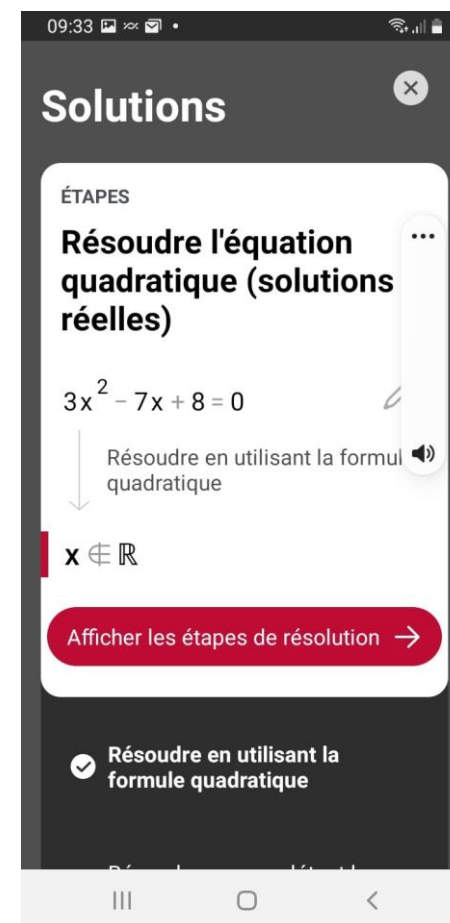 09:33
Solutions
ÉTAPES
Résoudre l'équation
quadratique (solutions
réelles)
3x² − 7x + 8 = 0
Résoudre en utilisant la
quadratique
x ∉ ℝ
Afficher les étapes de résolution →
Résoudre en utilisant la
formule quadratique